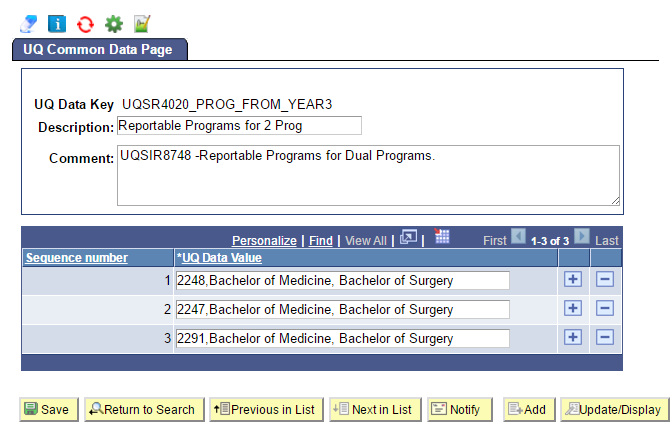 UQ Common Data Page
UQ Data Key UQSR4020_PROG_FROM_YEAR3
Description: Reportable Programs for 2 Prog
Comment: UQSIR8748 -Reportable Programs for Dual Programs.
Personalize | Find | View All | | First 1-3 of 3 Last
Sequence number *UQ Data Value
1 2248,Bachelor of Medicine, Bachelor of Surgery
2 2247,Bachelor of Medicine, Bachelor of Surgery
3 2291,Bachelor of Medicine, Bachelor of Surgery
Save Return to Search Previous in List Next in List Notify Add Update/Display